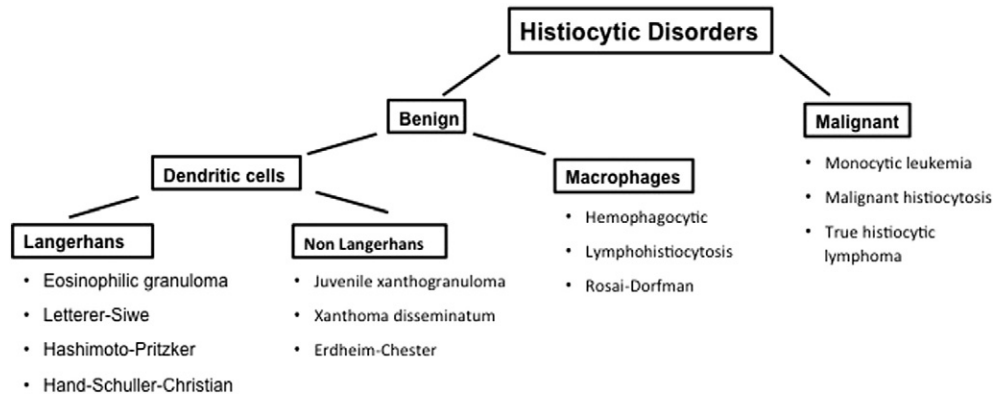 Histiocytic Disorders
Benign
Malignant
• Monocytic leukemia
• Malignant histiocytosis
• True histiocytic
lymphoma
Dendritic cells
Macrophages
• Hemophagocytic
• Lymphohistiocytosis
• Rosai-Dorfman
Langerhans
• Eosinophilic granuloma
• Letterer-Siwe
• Hashimoto-Pritzker
• Hand-Schuller-Christian
Non Langerhans
• Juvenile xanthogranuloma
• Xanthoma disseminatum
• Erdheim-Chester